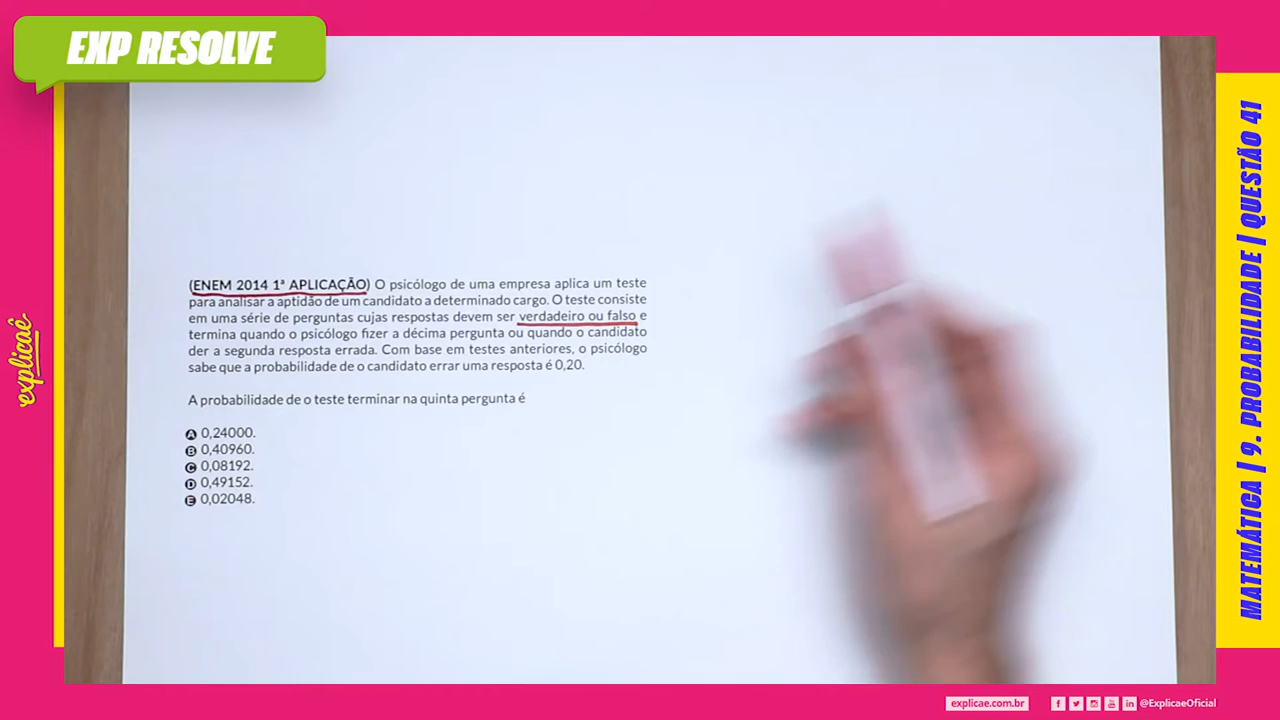 EXP RESOLVE
(ENEM 2014 1ª APLICAÇÃO) O psicólogo de uma empresa aplica um teste
para analisar a aptidão de um candidato a determinado cargo. O teste consiste
em uma série de perguntas cujas respostas devem ser verdadeiro ou falso e
termina quando o psicólogo fizer a décima pergunta ou quando o candidato
der a segunda resposta errada. Com base em testes anteriores, o psicólogo
sabe que a probabilidade de o candidato errar uma resposta é 0,20.
A probabilidade de o teste terminar na quinta pergunta é
A 0,24000.
B 0,40960.
C 0,08192.
D 0,49152.
E 0,02048.
explicaê
MATEMÁTICA | 9. PROBABILIDADE | QUESTÃO 41
explicae.com.br
@ExplicaeOficial